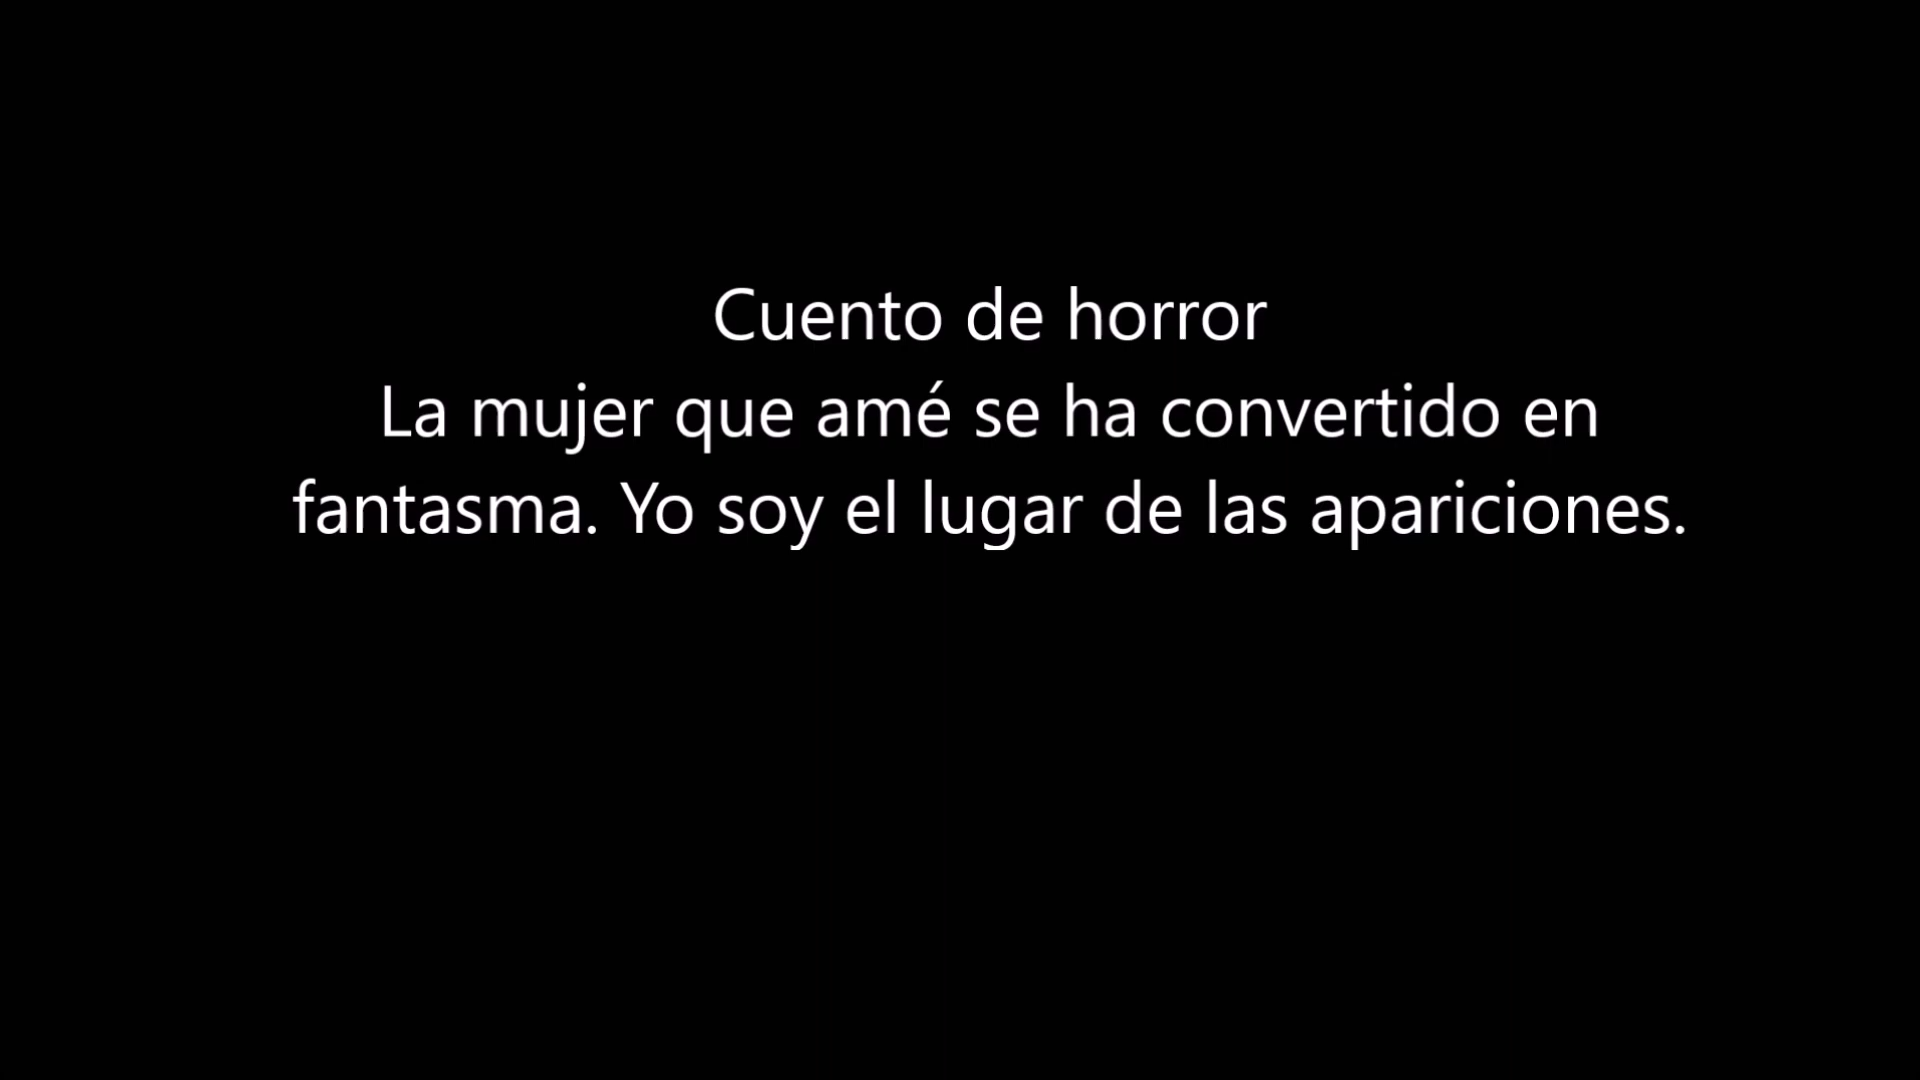 Cuento de horror
La mujer que amé se ha convertido en
fantasma. Yo soy el lugar de las apariciones.